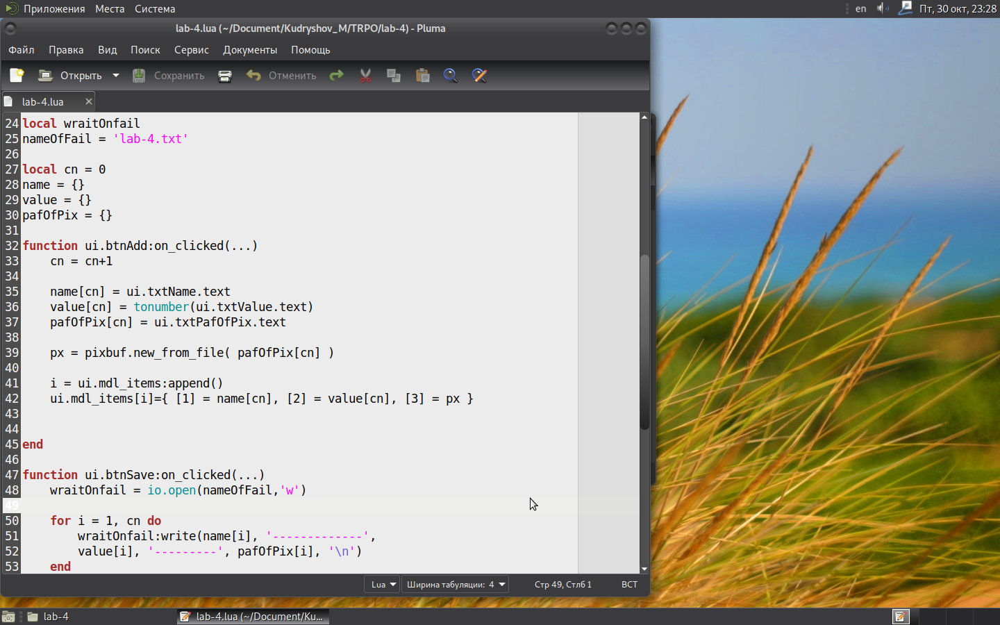 Приложения Места Система
en Пт, 30 окт, 23:28
lab-4.lua (~/Document/Kudryshov_M/TRPO/lab-4) - Pluma
Файл Правка Вид Поиск Сервис Документы Помощь
Открыть Сохранить Отменить
lab-4.lua
24 local wraitOnfail
25 nameOfFail = 'lab-4.txt'
26
27 local cn = 0
28 name = {}
29 value = {}
30 pafOfPix = {}
31
32 function ui.btnAdd:on_clicked(...)
33 cn = cn+1
34
35 name[cn] = ui.txtName.text
36 value[cn] = tonumber(ui.txtValue.text)
37 pafOfPix[cn] = ui.txtPafOfPix.text
38
39 px = pixbuf.new_from_file( pafOfPix[cn] )
40
41 i = ui.mdl_items:append()
42 ui.mdl_items[i]={ [1] = name[cn], [2] = value[cn], [3] = px }
43
44
45 end
46
47 function ui.btnSave:on_clicked(...)
48 wraitOnfail = io.open(nameOfFail,'w')
49
50 for i = 1, cn do
51 wraitOnfail:write(name[i], '-------------',
52 value[i], '---------', pafOfPix[i], '\n')
53 end
Lua Ширина табуляции: 4 Стр 49, Стлб 1 ВСТ
lab-4 lab-4.lua (~/Document/Ku...